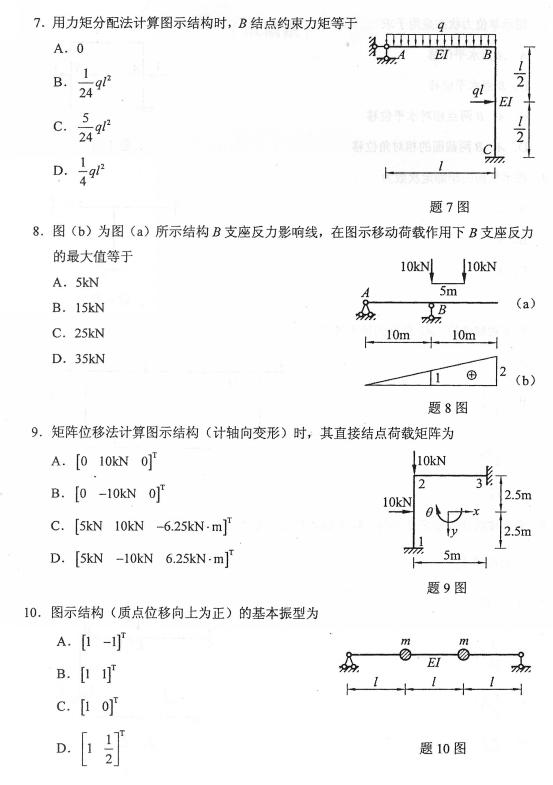 7. 用力矩分配法计算图示结构时，B 结点约束力矩等于
A. 0
B. 1/24 ql²
C. 5/24 ql²
D. 1/4 ql²
q
A EI B
ql
EI
l/2
l/2
C
l
题 7 图
8. 图（b）为图（a）所示结构 B 支座反力影响线，在图示移动荷载作用下 B 支座反力
的最大值等于
A. 5kN
B. 15kN
C. 25kN
D. 35kN
10kN 10kN
5m
A
B
(a)
10m 10m
1 ⊕ 2
(b)
题 8 图
9. 矩阵位移法计算图示结构（计轴向变形）时，其直接结点荷载矩阵为
A. [0 10kN 0]ᵀ
B. [0 −10kN 0]ᵀ
C. [5kN 10kN −6.25kN·m]ᵀ
D. [5kN −10kN 6.25kN·m]ᵀ
10kN
2 3
10kN
θ x
y
1
2.5m
2.5m
5m
题 9 图
10. 图示结构（质点位移向上为正）的基本振型为
A. [1 −1]ᵀ
B. [1 1]ᵀ
C. [1 0]ᵀ
D. [1 1/2]ᵀ
m m
EI
l l l
题 10 图